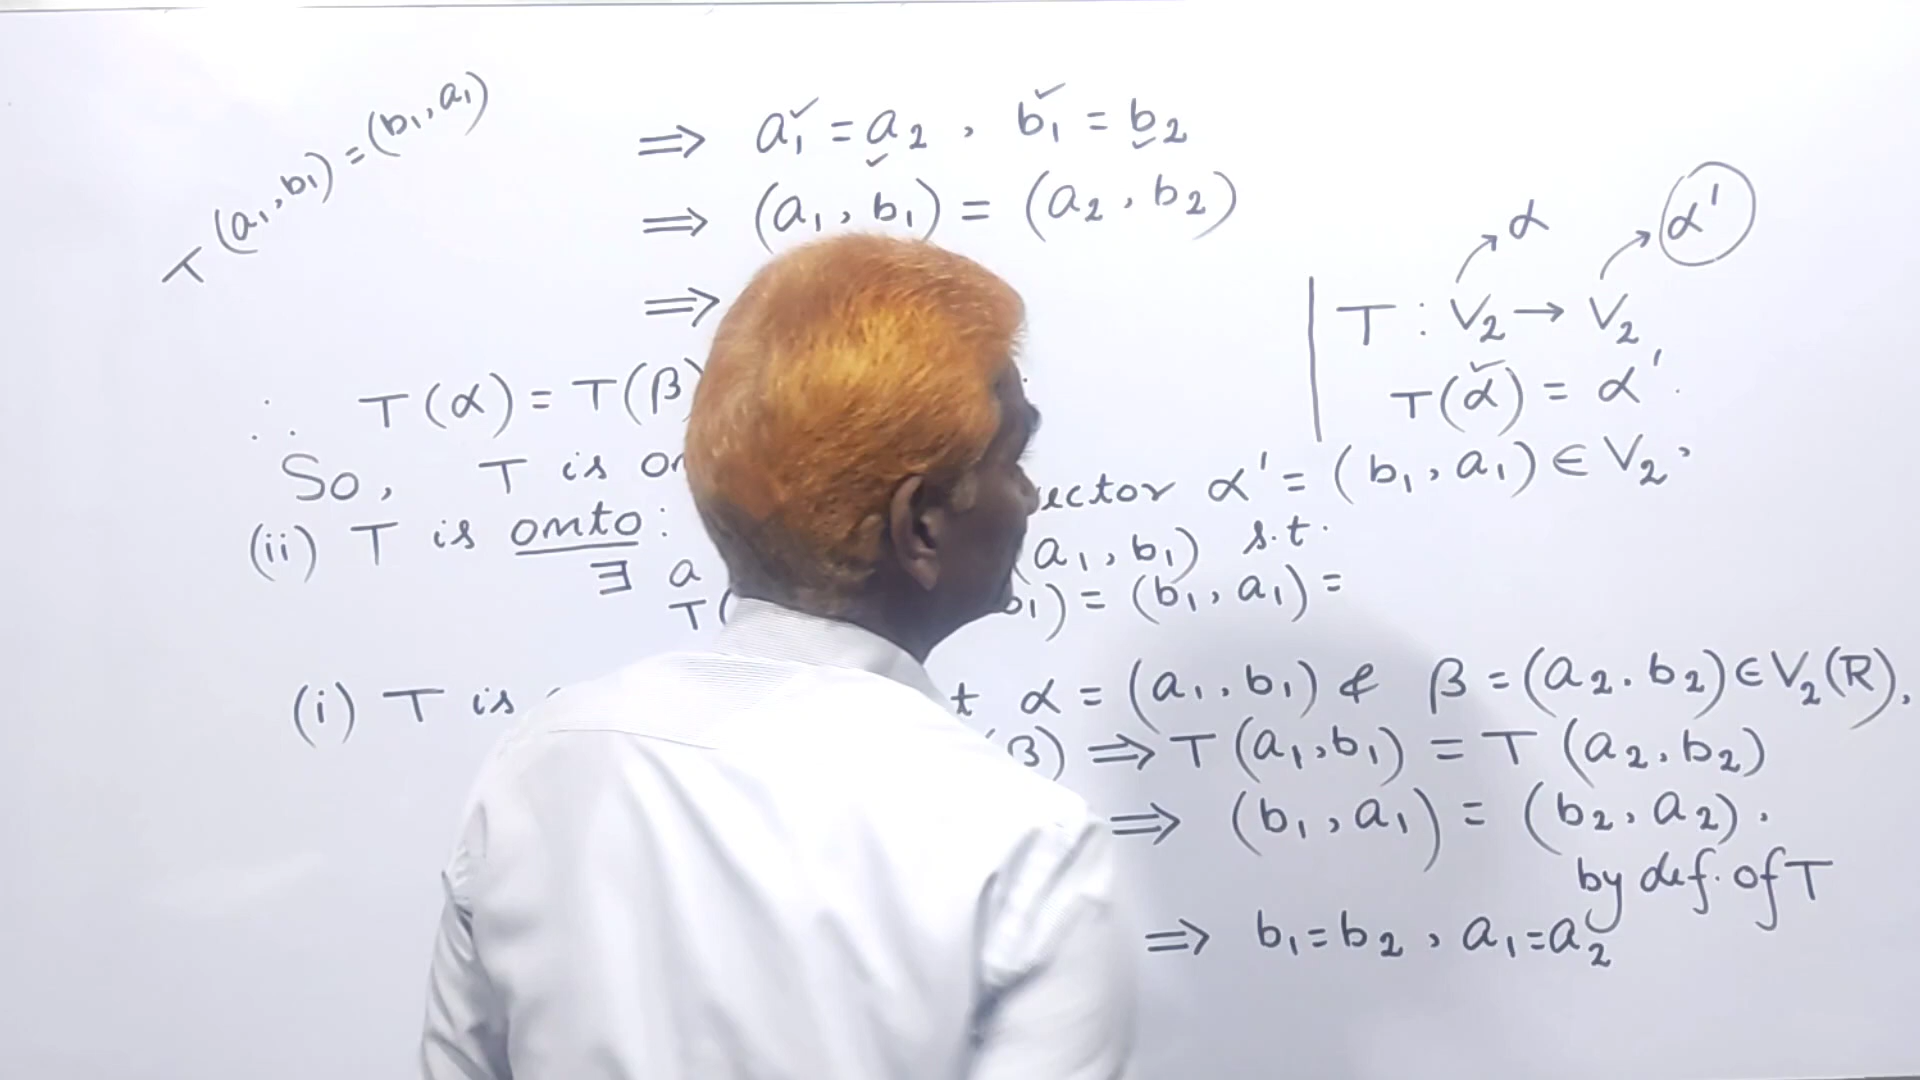 T(a₁, b₁) = (b₁, a₁)
⇒ a₁ = a₂ , b₁ = b₂
⇒ (a₁, b₁) = (a₂, b₂)
⇒
α α'
T : V₂ → V₂
T(α) = α'.
∴ T(α) = T(β)
So, T is
(ii) T is onto: α' = (b₁, a₁) ∈ V₂.
∃ a (a₁, b₁) s.t.
T( b₁) = (b₁, a₁) =
(i) T is α = (a₁, b₁) & β = (a₂, b₂) ∈ V₂(R),
β) ⇒ T(a₁, b₁) = T(a₂, b₂)
⇒ (b₁, a₁) = (b₂, a₂).
by def. of T
⇒ b₁ = b₂ , a₁ = a₂